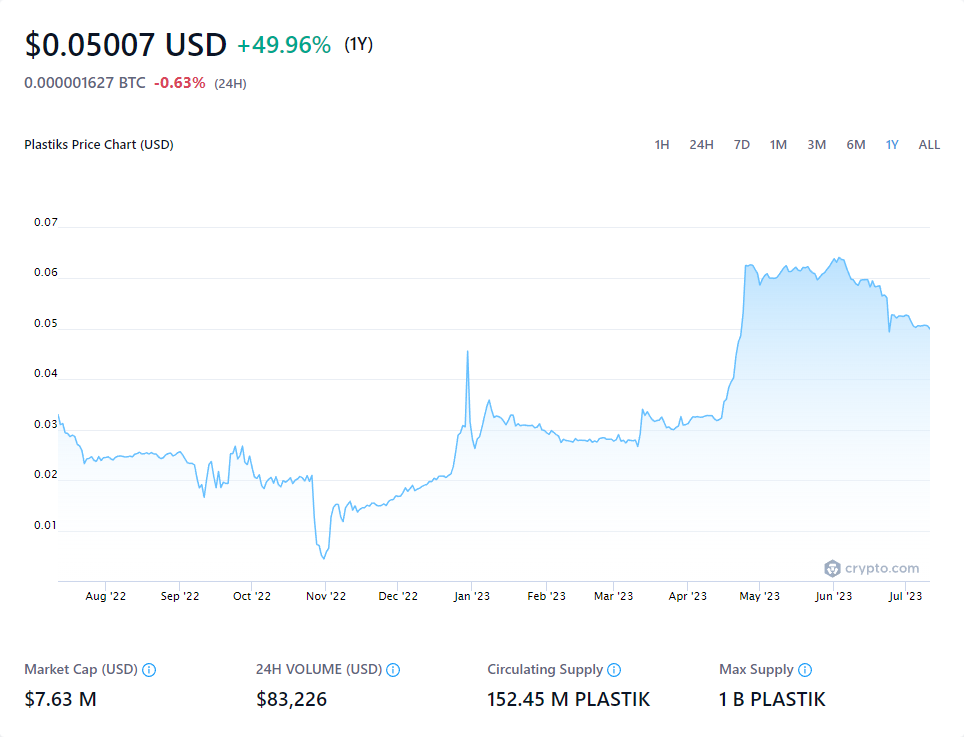 $0.05007 USD +49.96% (1Y)
0.000001627 BTC -0.63% (24H)
Plastiks Price Chart (USD) 1H 24H 7D 1M 3M 6M 1Y ALL
0.07
0.06
0.05
0.04
0.03
0.02
0.01
crypto.com
Aug '22 Sep '22 Oct '22 Nov '22 Dec '22 Jan '23 Feb '23 Mar '23 Apr '23 May '23 Jun '23 Jul '23
Market Cap (USD) 24H VOLUME (USD) Circulating Supply Max Supply
$7.63 M $83,226 152.45 M PLASTIK 1 B PLASTIK